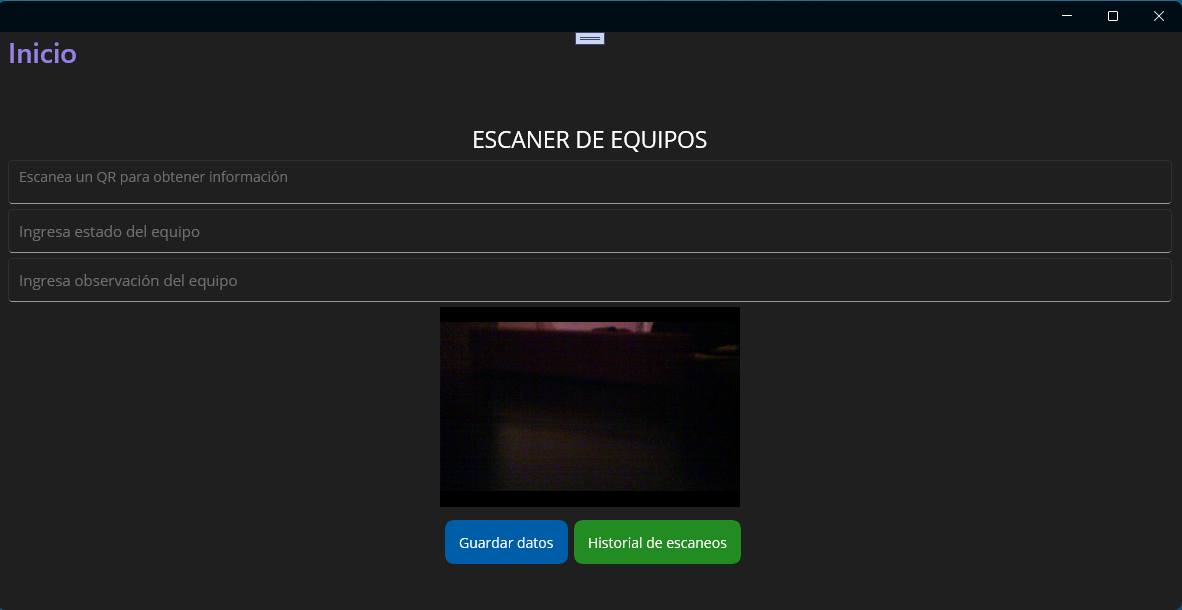 Inicio
ESCANER DE EQUIPOS
Escanea un QR para obtener información
Ingresa estado del equipo
Ingresa observación del equipo
Guardar datos
Historial de escaneos